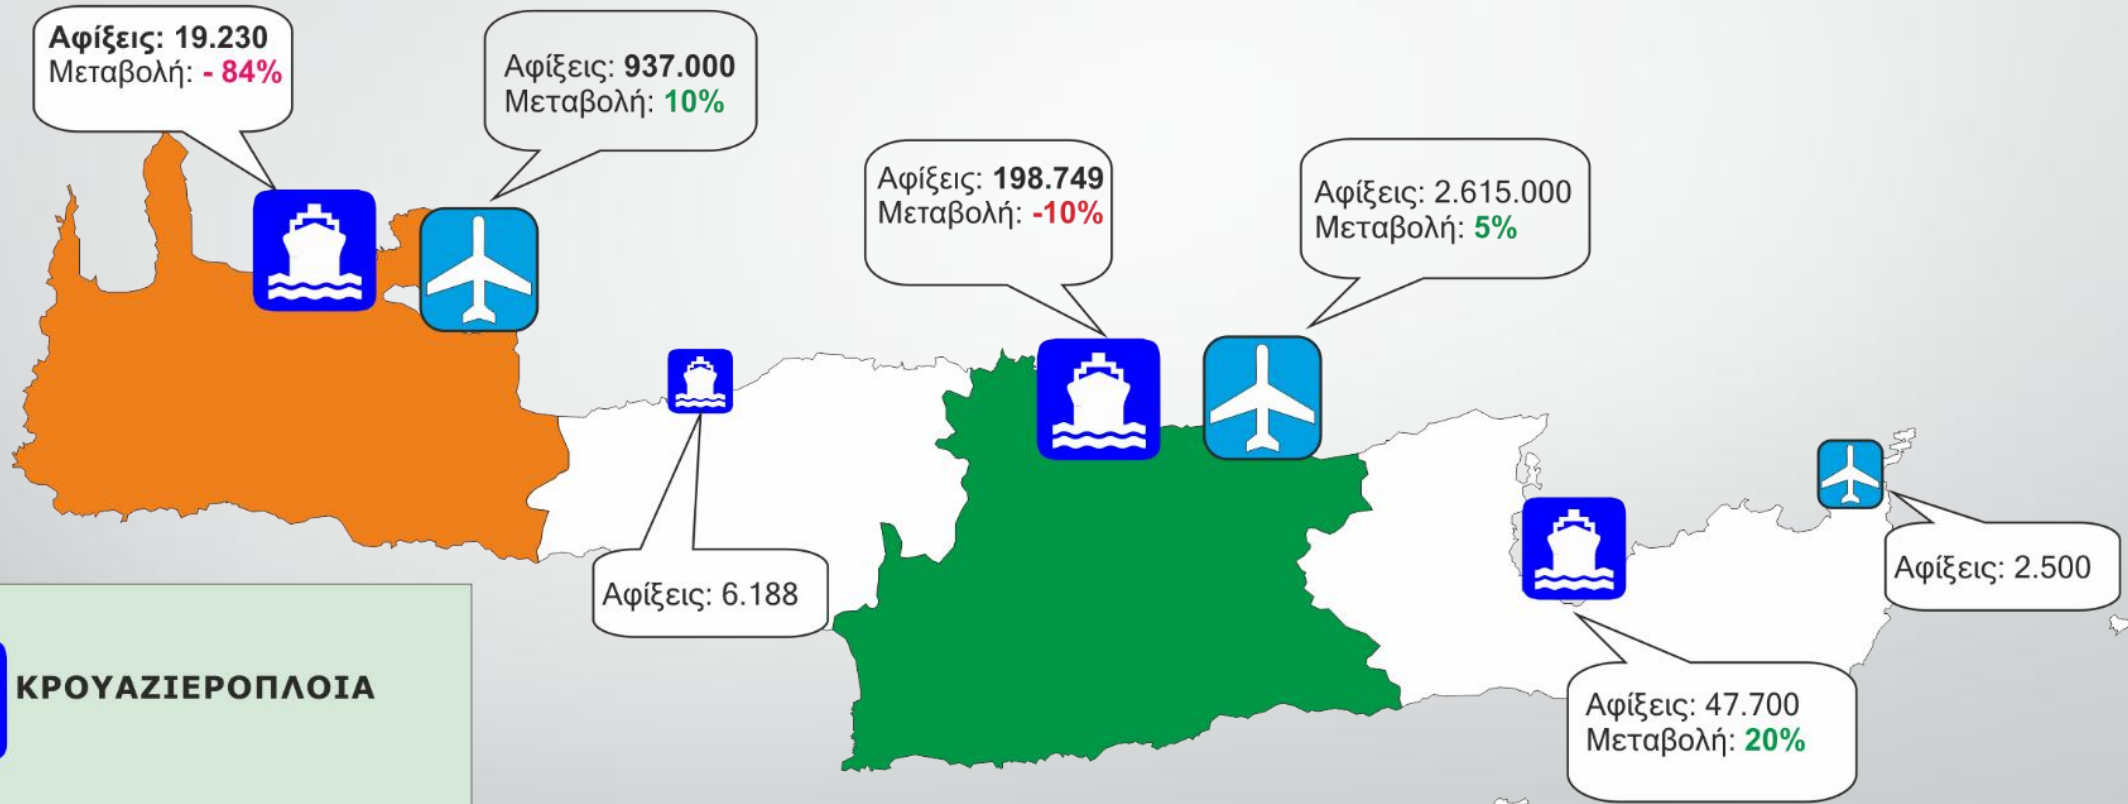 Αφίξεις: 19.230
Μεταβολή: - 84%
Αφίξεις: 937.000
Μεταβολή: 10%
Αφίξεις: 198.749
Μεταβολή: -10%
Αφίξεις: 2.615.000
Μεταβολή: 5%
Αφίξεις: 6.188
Αφίξεις: 2.500
Αφίξεις: 47.700
Μεταβολή: 20%
ΚΡΟΥΑΖΙΕΡΟΠΛΟΙΑ